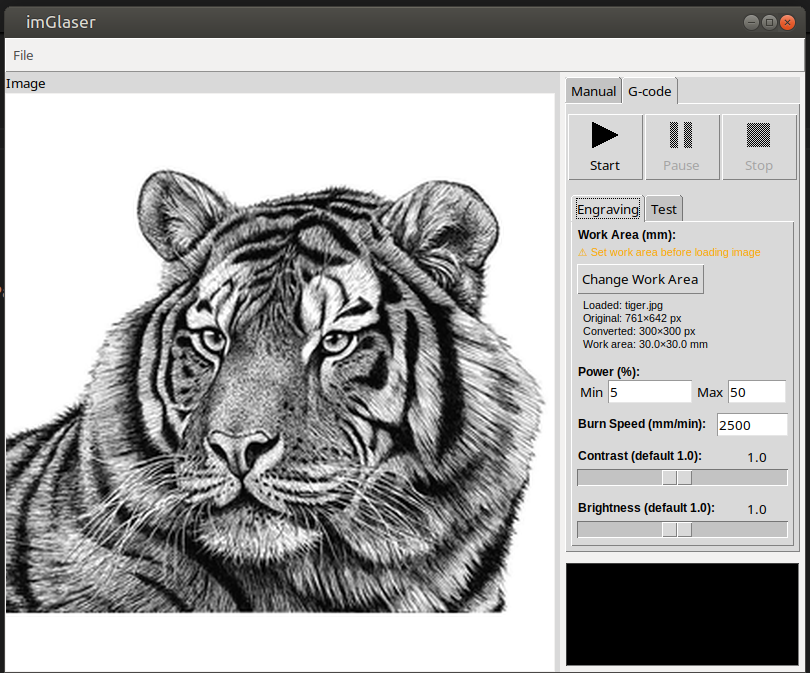 imGlaser
File
Image
Manual G-code
Start Pause Stop
Engraving Test
Work Area (mm):
⚠ Set work area before loading image
Change Work Area
Loaded: tiger.jpg
Original: 761×642 px
Converted: 300×300 px
Work area: 30.0×30.0 mm
Power (%):
Min 5 Max 50
Burn Speed (mm/min): 2500
Contrast (default 1.0): 1.0
Brightness (default 1.0): 1.0